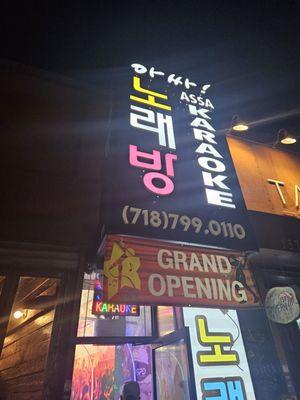 아싸!
노래방
ASSA
KARAOKE
(718)799.0110
GRAND
OPENING
KARAOKE
노래